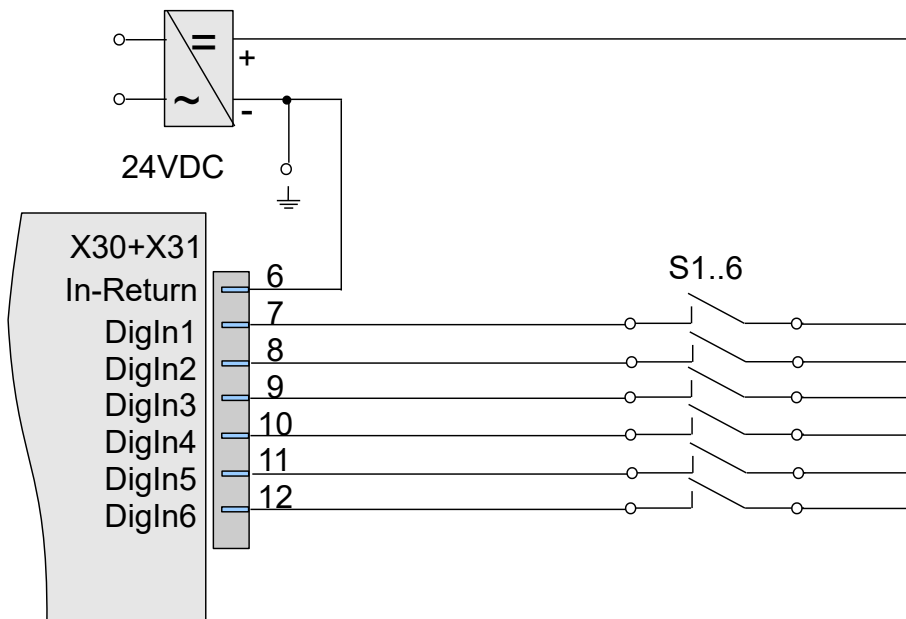 =
+
~
-
24VDC
X30+X31
S1..6
In-Return 6
DigIn1 7
DigIn2 8
DigIn3 9
DigIn4 10
DigIn5 11
DigIn6 12